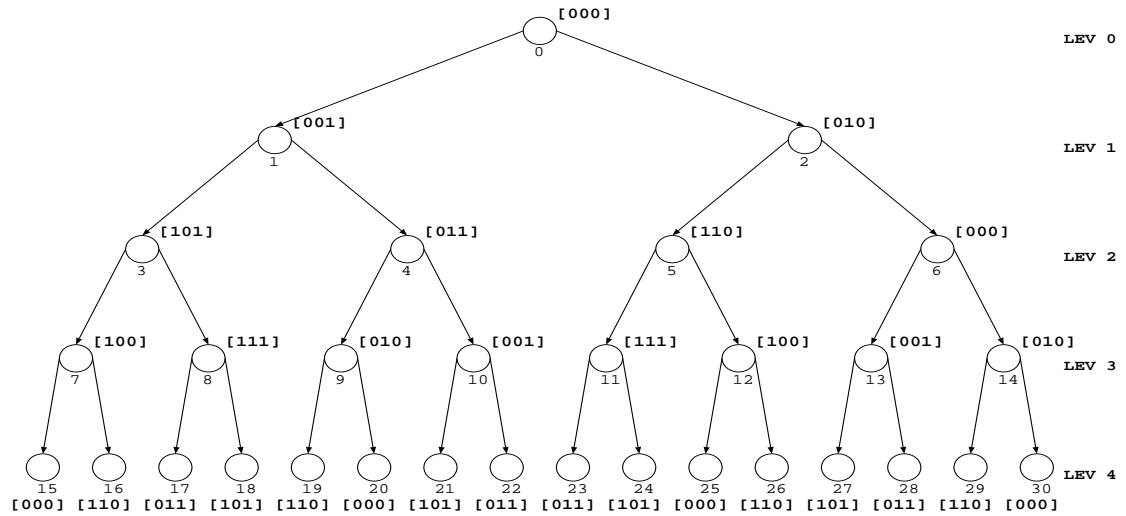 [000]
LEV 0
0
[001] [010]
LEV 1
1 2
[101] [011] [110] [000]
LEV 2
3 4 5 6
[100] [111] [010] [001] [111] [100] [001] [010]
LEV 3
7 8 9 10 11 12 13 14
LEV 4
15 16 17 18 19 20 21 22 23 24 25 26 27 28 29 30
[000] [110] [011] [101] [110] [000] [101] [011] [011] [101] [000] [110] [101] [011] [110] [000]